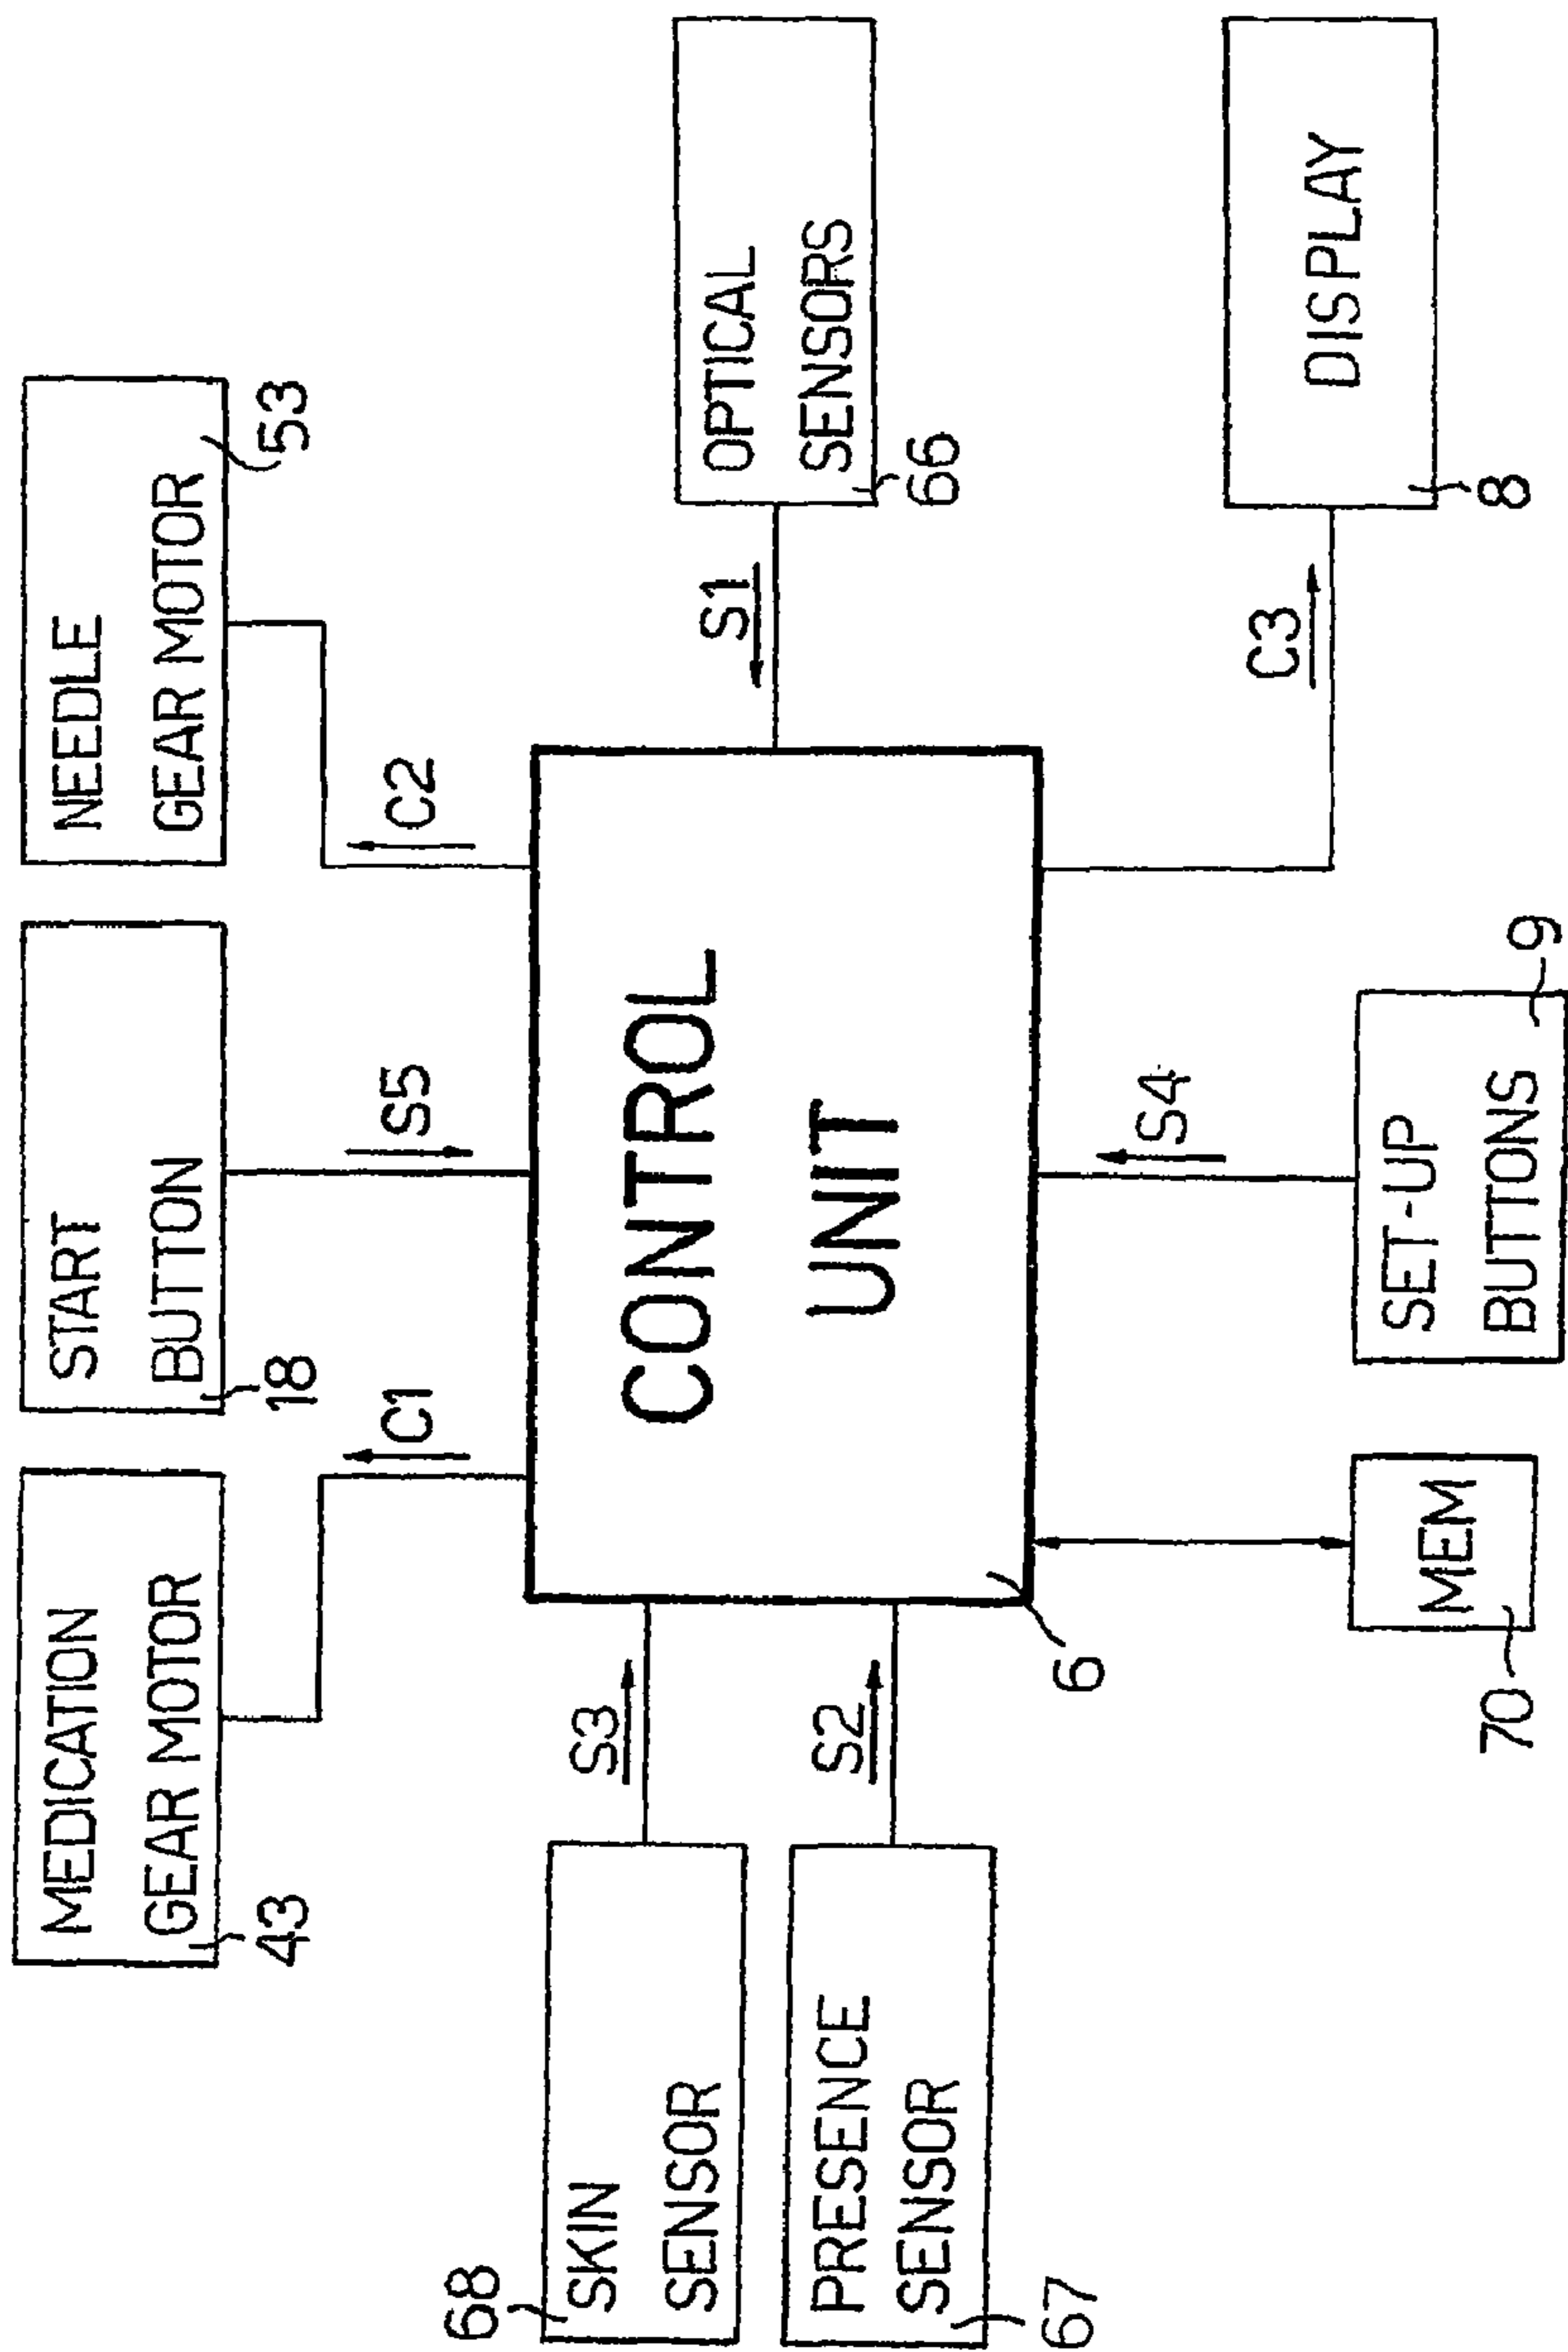 MEDICATION
GEAR MOTOR
43
START
BUTTON
18
NEEDLE
GEAR MOTOR
53
C1
S5
C2
68
SKIN
SENSOR
S3
PRESENCE
SENSOR
67
S2
CONTROL
UNIT
6
S1
OPTICAL
SENSORS
66
C3
DISPLAY
8
S4
SET-UP
BUTTONS
9
MEM
70